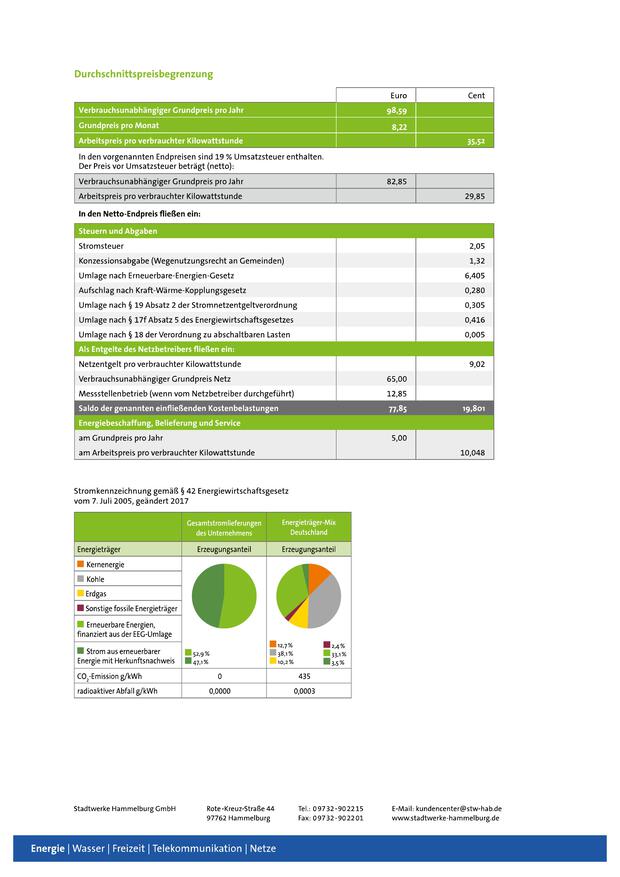 Durchschnittspreisbegrenzung
Euro Cent
Verbrauchsunabhängiger Grundpreis pro Jahr 98,59
Grundpreis pro Monat 8,22
Arbeitspreis pro verbrauchter Kilowattstunde 35,52
In den vorgenannten Endpreisen sind 19 % Umsatzsteuer enthalten.
Der Preis vor Umsatzsteuer beträgt (netto):
Verbrauchsunabhängiger Grundpreis pro Jahr 82,85
Arbeitspreis pro verbrauchter Kilowattstunde 29,85
In den Netto-Endpreis fließen ein:
Steuern und Abgaben
Stromsteuer 2,05
Konzessionsabgabe (Wegenutzungsrecht an Gemeinden) 1,32
Umlage nach Erneuerbare-Energien-Gesetz 6,405
Aufschlag nach Kraft-Wärme-Kopplungsgesetz 0,280
Umlage nach § 19 Absatz 2 der Stromnetzentgeltverordnung 0,305
Umlage nach § 17f Absatz 5 des Energiewirtschaftsgesetzes 0,416
Umlage nach § 18 der Verordnung zu abschaltbaren Lasten 0,005
Als Entgelte des Netzbetreibers fließen ein:
Netzentgelt pro verbrauchter Kilowattstunde 9,02
Verbrauchsunabhängiger Grundpreis Netz 65,00
Messstellenbetrieb (wenn vom Netzbetreiber durchgeführt) 12,85
Saldo der genannten einfließenden Kostenbelastungen 77,85 19,801
Energiebeschaffung, Belieferung und Service
am Grundpreis pro Jahr 5,00
am Arbeitspreis pro verbrauchter Kilowattstunde 10,048
Stromkennzeichnung gemäß § 42 Energiewirtschaftsgesetz
vom 7. Juli 2005, geändert 2017
Gesamtstromlieferungen
des Unternehmens
Energieträger-Mix
Deutschland
Energieträger Erzeugungsanteil Erzeugungsanteil
Kernenergie
Kohle
Erdgas
Sonstige fossile Energieträger
Erneuerbare Energien,
finanziert aus der EEG-Umlage
Strom aus erneuerbarer
Energie mit Herkunftsnachweis
52,9 %
47,1 %
12,7 % 2,4 %
38,1 % 33,1 %
10,2 % 3,5 %
CO2-Emission g/kWh 0 435
radioaktiver Abfall g/kWh 0,0000 0,0003
Stadtwerke Hammelburg GmbH Rote-Kreuz-Straße 44 Tel.: 09732-902215 E-Mail: kundencenter@stw-hab.de
97762 Hammelburg Fax: 09732-902201 www.stadtwerke-hammelburg.de
Energie | Wasser | Freizeit | Telekommunikation | Netze